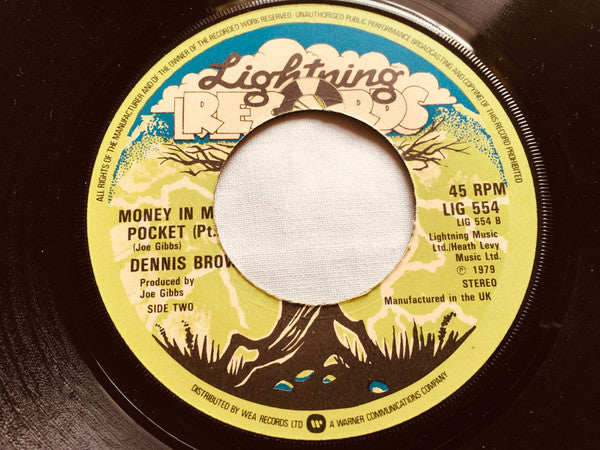 ALL RIGHTS OF THE MANUFACTURER AND OF THE OWNER OF THE RECORDED WORK RESERVED UNAUTHORISED PUBLIC PERFORMANCE BROADCASTING AND COPYING OF THIS RECORD PROHIBITED
Lightning
RECORDS
MONEY IN M
POCKET (Pt.
(Joe Gibbs)
DENNIS BROW
Produced by
Joe Gibbs
SIDE TWO
45 RPM
LIG 554
LIG 554 B
Lightning Music
Ltd./Heath Levy
Music Ltd.
℗ 1979
STEREO
Manufactured in the UK
DISTRIBUTED BY WEA RECORDS LTD W A WARNER COMMUNICATIONS COMPANY